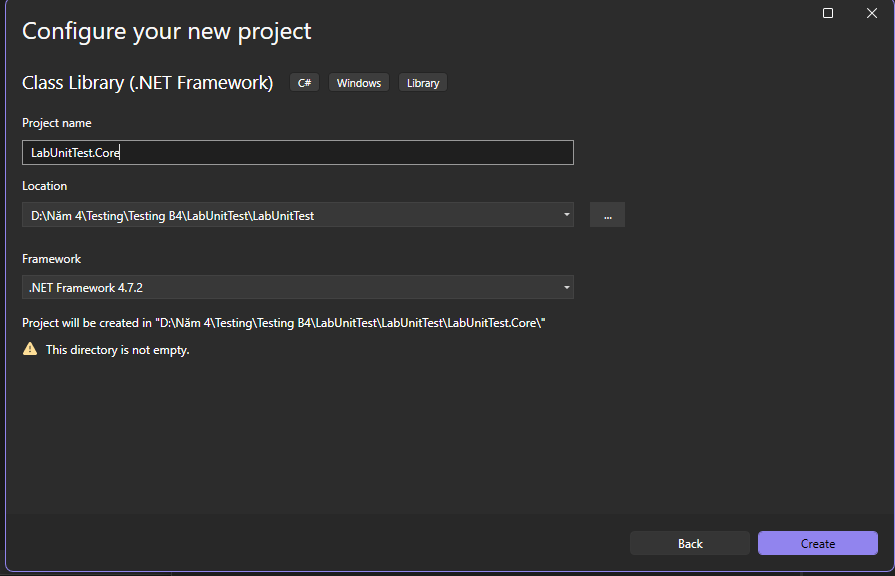 Configure your new project
Class Library (.NET Framework) C# Windows Library
Project name
LabUnitTest.Core
Location
D:\Năm 4\Testing\Testing B4\LabUnitTest\LabUnitTest
...
Framework
.NET Framework 4.7.2
Project will be created in "D:\Năm 4\Testing\Testing B4\LabUnitTest\LabUnitTest\LabUnitTest.Core\"
This directory is not empty.
Back Create